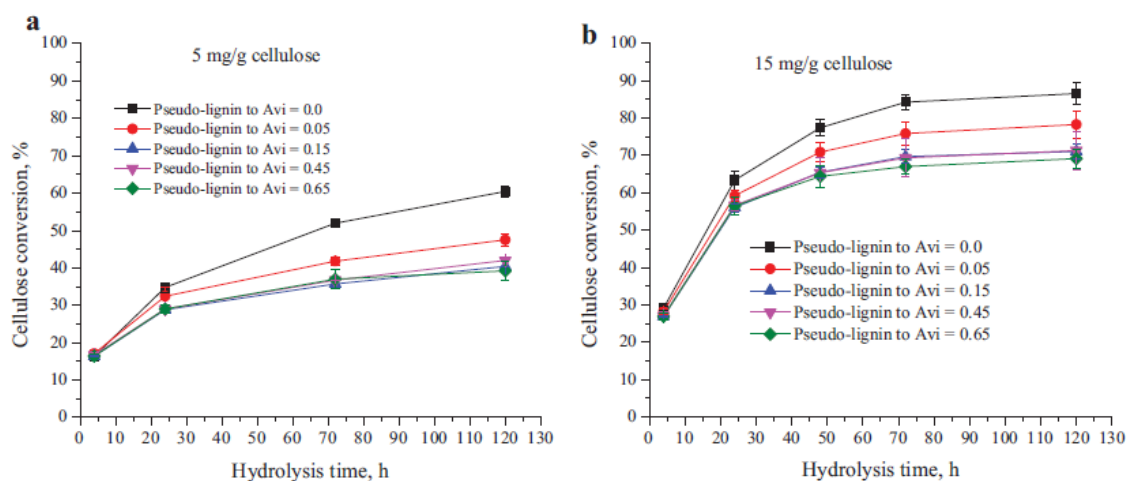 a
5 mg/g cellulose
Pseudo-lignin to Avi = 0.0
Pseudo-lignin to Avi = 0.05
Pseudo-lignin to Avi = 0.15
Pseudo-lignin to Avi = 0.45
Pseudo-lignin to Avi = 0.65
Cellulose conversion, %
100
90
80
70
60
50
40
30
20
10
0
0 10 20 30 40 50 60 70 80 90 100 110 120 130
Hydrolysis time, h
b
15 mg/g cellulose
Pseudo-lignin to Avi = 0.0
Pseudo-lignin to Avi = 0.05
Pseudo-lignin to Avi = 0.15
Pseudo-lignin to Avi = 0.45
Pseudo-lignin to Avi = 0.65
Cellulose conversion, %
100
90
80
70
60
50
40
30
20
10
0
0 10 20 30 40 50 60 70 80 90 100 110 120 130
Hydrolysis time, h